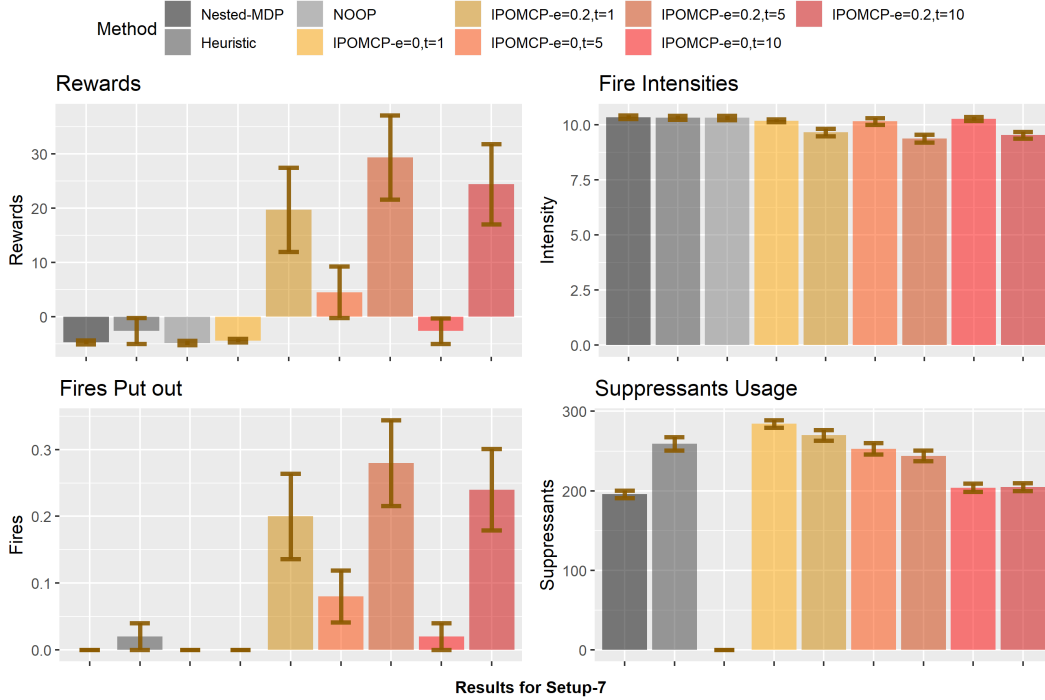 Method
Nested-MDP
NOOP
IPOMCP-e=0.2,t=1
IPOMCP-e=0.2,t=5
IPOMCP-e=0.2,t=10
Heuristic
IPOMCP-e=0,t=1
IPOMCP-e=0,t=5
IPOMCP-e=0,t=10
Rewards
Rewards
30
20
10
0
Fire Intensities
Intensity
10.0
7.5
5.0
2.5
0.0
Fires Put out
Fires
0.3
0.2
0.1
0.0
Suppressants Usage
Suppressants
300
200
100
0
Results for Setup-7